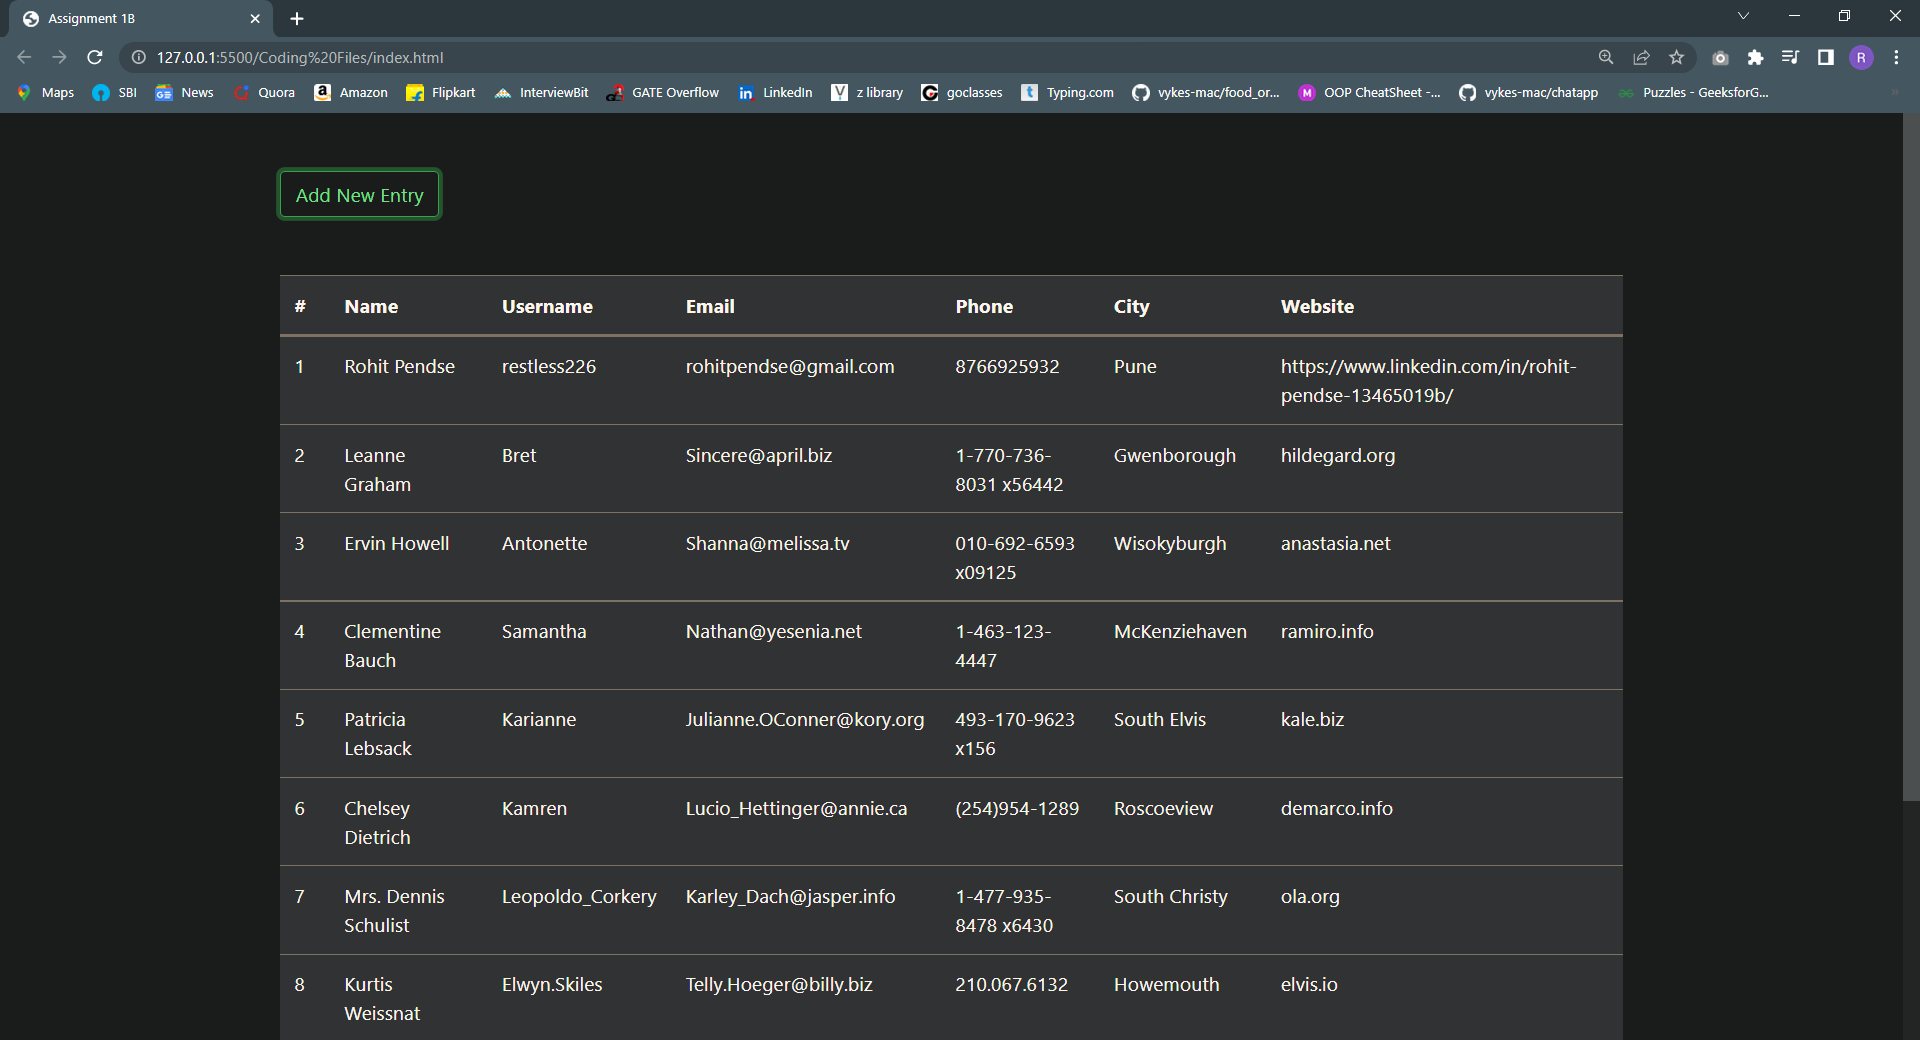 Assignment 1B
127.0.0.1:5500/Coding%20Files/index.html
R
Maps SBI News Quora Amazon Flipkart InterviewBit GATE Overflow LinkedIn z library goclasses Typing.com vykes-mac/food_or... OOP CheatSheet -... vykes-mac/chatapp Puzzles - GeeksforG...
Add New Entry
# Name Username Email Phone City Website
1 Rohit Pendse restless226 rohitpendse@gmail.com 8766925932 Pune https://www.linkedin.com/in/rohit-
pendse-13465019b/
2 Leanne Bret Sincere@april.biz 1-770-736- Gwenborough hildegard.org
Graham 8031 x56442
3 Ervin Howell Antonette Shanna@melissa.tv 010-692-6593 Wisokyburgh anastasia.net
x09125
4 Clementine Samantha Nathan@yesenia.net 1-463-123- McKenziehaven ramiro.info
Bauch 4447
5 Patricia Karianne Julianne.OConner@kory.org 493-170-9623 South Elvis kale.biz
Lebsack x156
6 Chelsey Kamren Lucio_Hettinger@annie.ca (254)954-1289 Roscoeview demarco.info
Dietrich
7 Mrs. Dennis Leopoldo_Corkery Karley_Dach@jasper.info 1-477-935- South Christy ola.org
Schulist 8478 x6430
8 Kurtis Elwyn.Skiles Telly.Hoeger@billy.biz 210.067.6132 Howemouth elvis.io
Weissnat